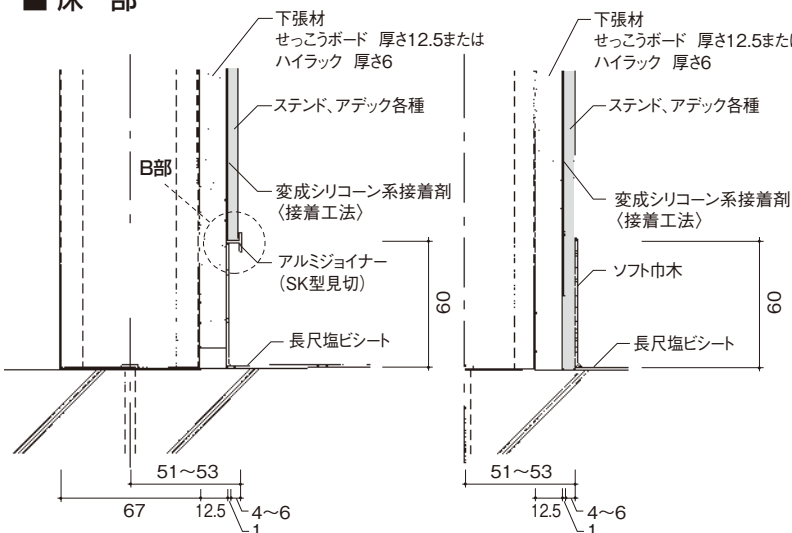 ■ 床 部
下張材
せっこうボード 厚さ12.5または
ハイラック 厚さ6
ステンド、アデック各種
B部
変成シリコーン系接着剤
〈接着工法〉
アルミジョイナー
(SK型見切)
60
長尺塩ビシート
51~53
67
12.5
4~6
1
下張材
せっこうボード 厚さ12.5または
ハイラック 厚さ6
ステンド、アデック各種
変成シリコーン系接着剤
〈接着工法〉
ソフト巾木
60
長尺塩ビシート
51~53
12.5
4~6
1